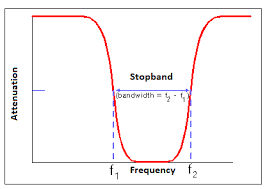 Stopband
(bandwidth = f2 - f1)
Attenuation
f1
Frequency
f2